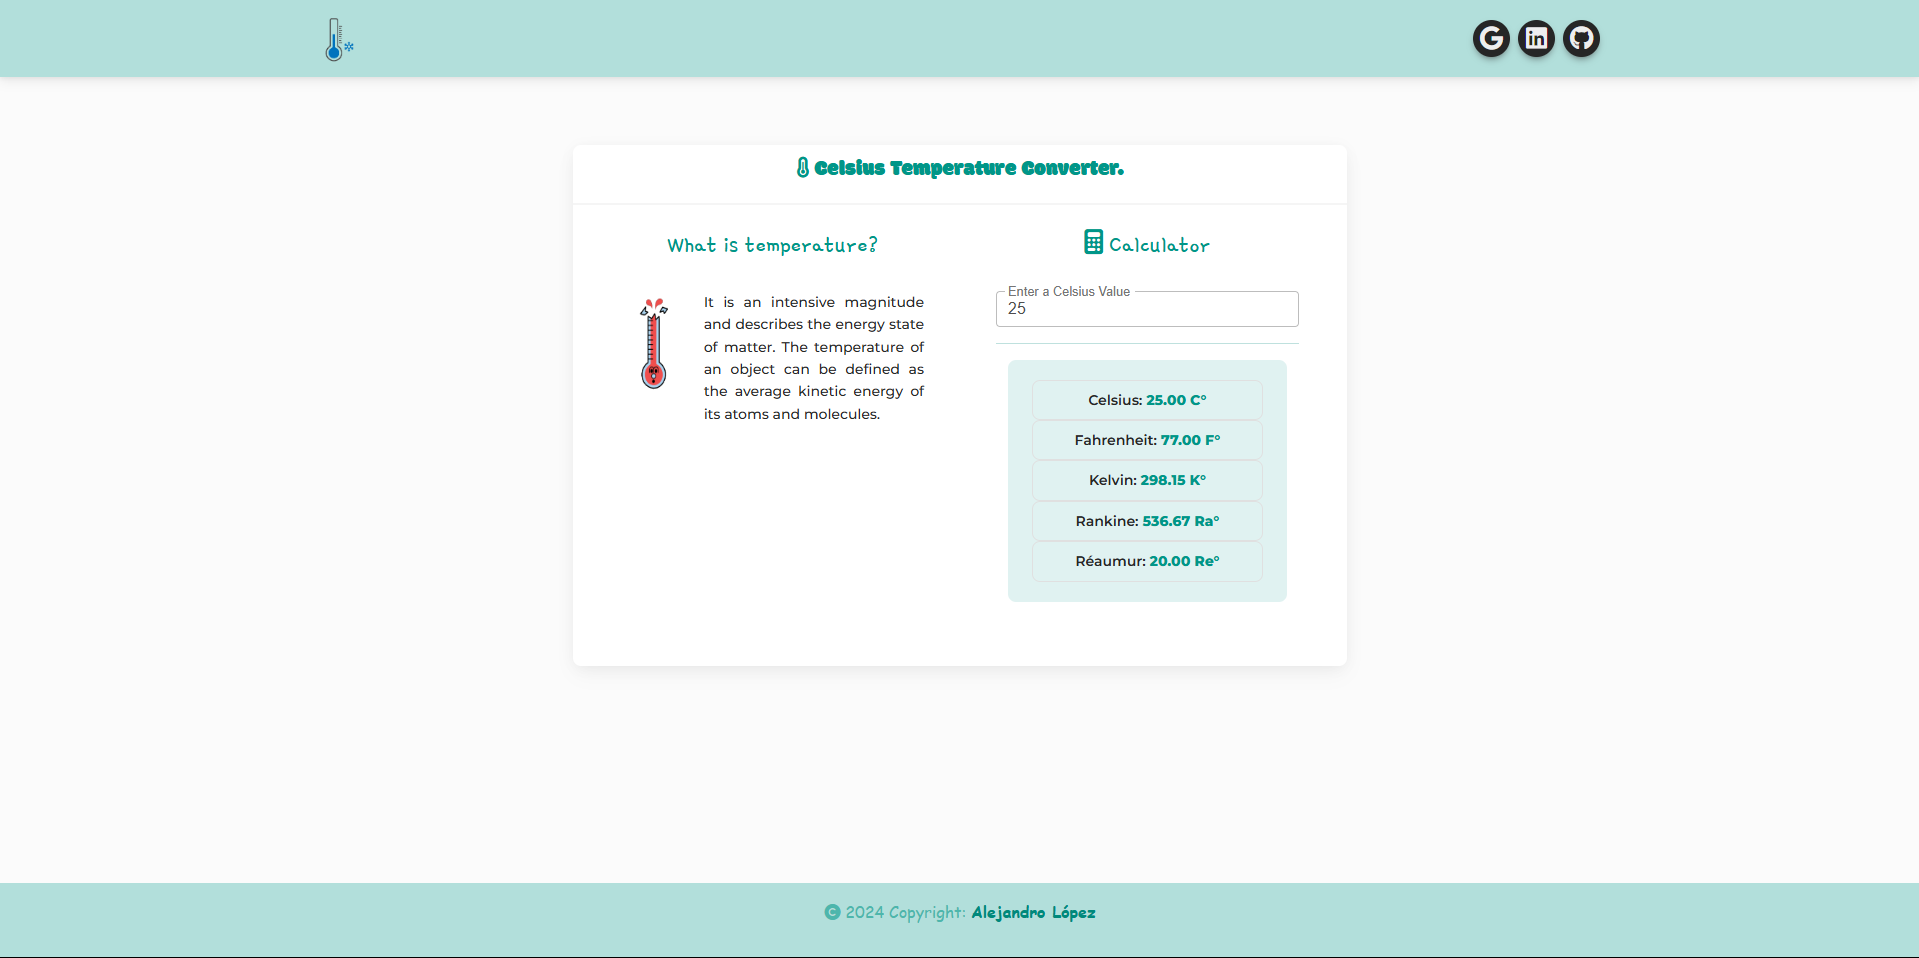 Celsius Temperature Converter.
What is temperature?
It is an intensive magnitude
and describes the energy state
of matter. The temperature of
an object can be defined as
the average kinetic energy of
its atoms and molecules.
Calculator
Enter a Celsius Value
25
Celsius: 25.00 C°
Fahrenheit: 77.00 F°
Kelvin: 298.15 K°
Rankine: 536.67 Ra°
Réaumur: 20.00 Re°
© 2024 Copyright: Alejandro López